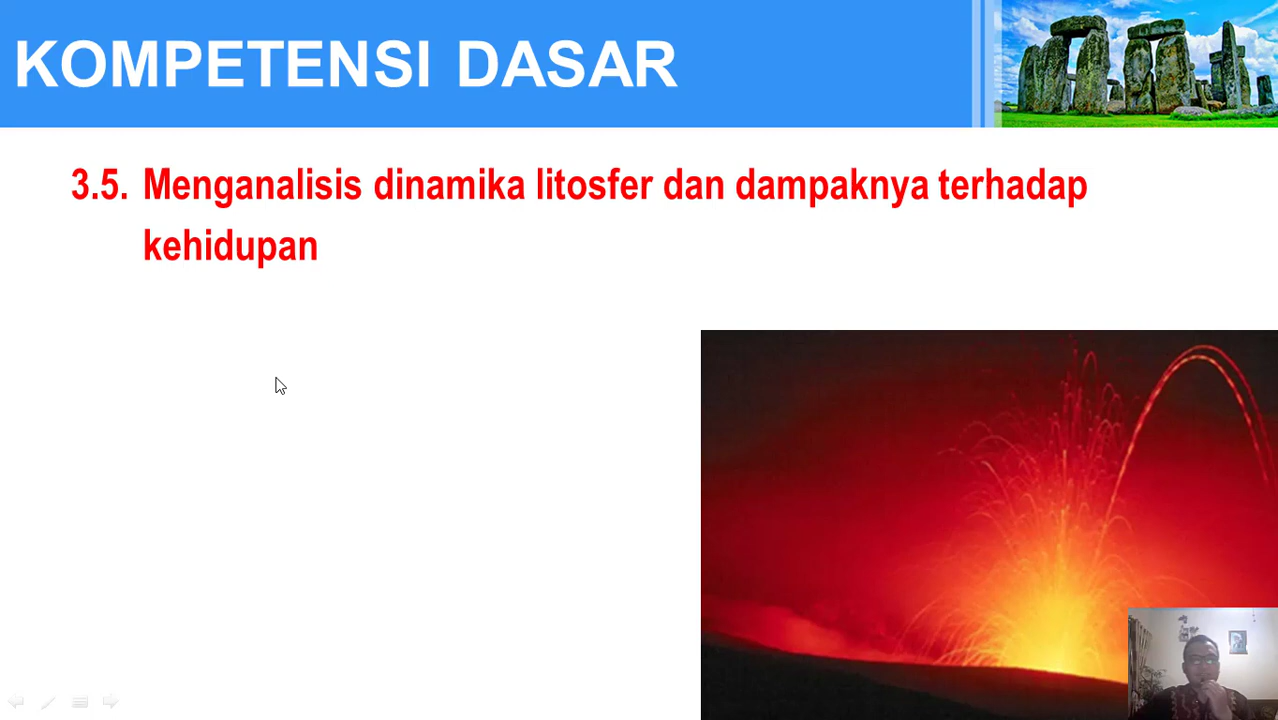 KOMPETENSI DASAR
3.5. Menganalisis dinamika litosfer dan dampaknya terhadap
kehidupan